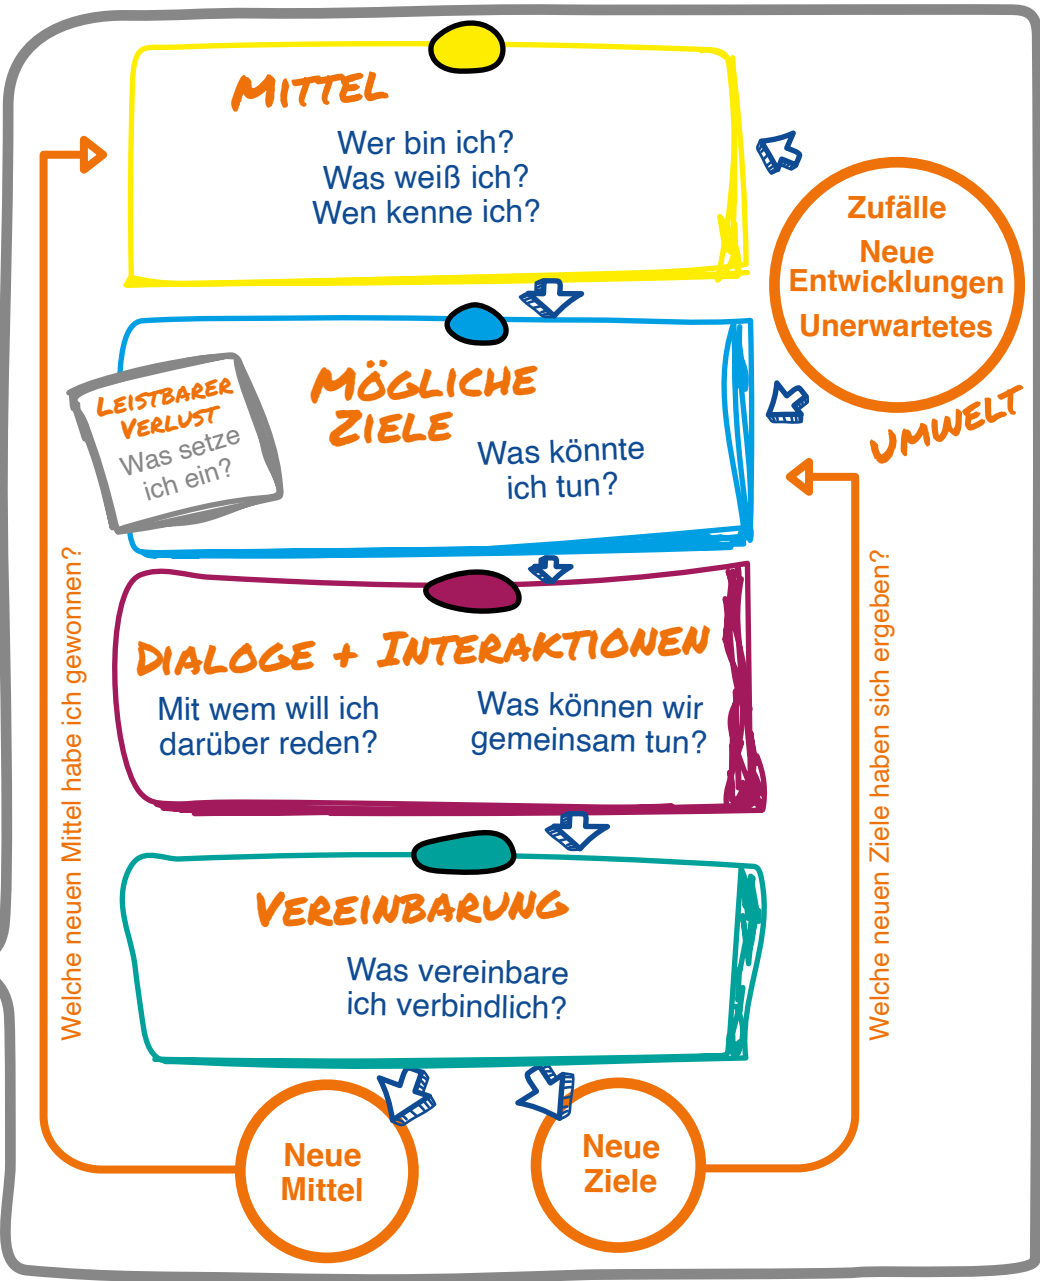 MITTEL
Wer bin ich?
Was weiß ich?
Wen kenne ich?
Zufälle
Neue
Entwicklungen
Unerwartetes
UMWELT
MÖGLICHE
ZIELE
Was könnte
ich tun?
LEISTBARER
VERLUST
Was setze
ich ein?
DIALOGE + INTERAKTIONEN
Mit wem will ich
darüber reden?
Was können wir
gemeinsam tun?
VEREINBARUNG
Was vereinbare
ich verbindlich?
Neue
Mittel
Neue
Ziele
Welche neuen Mittel habe ich gewonnen?
Welche neuen Ziele haben sich ergeben?